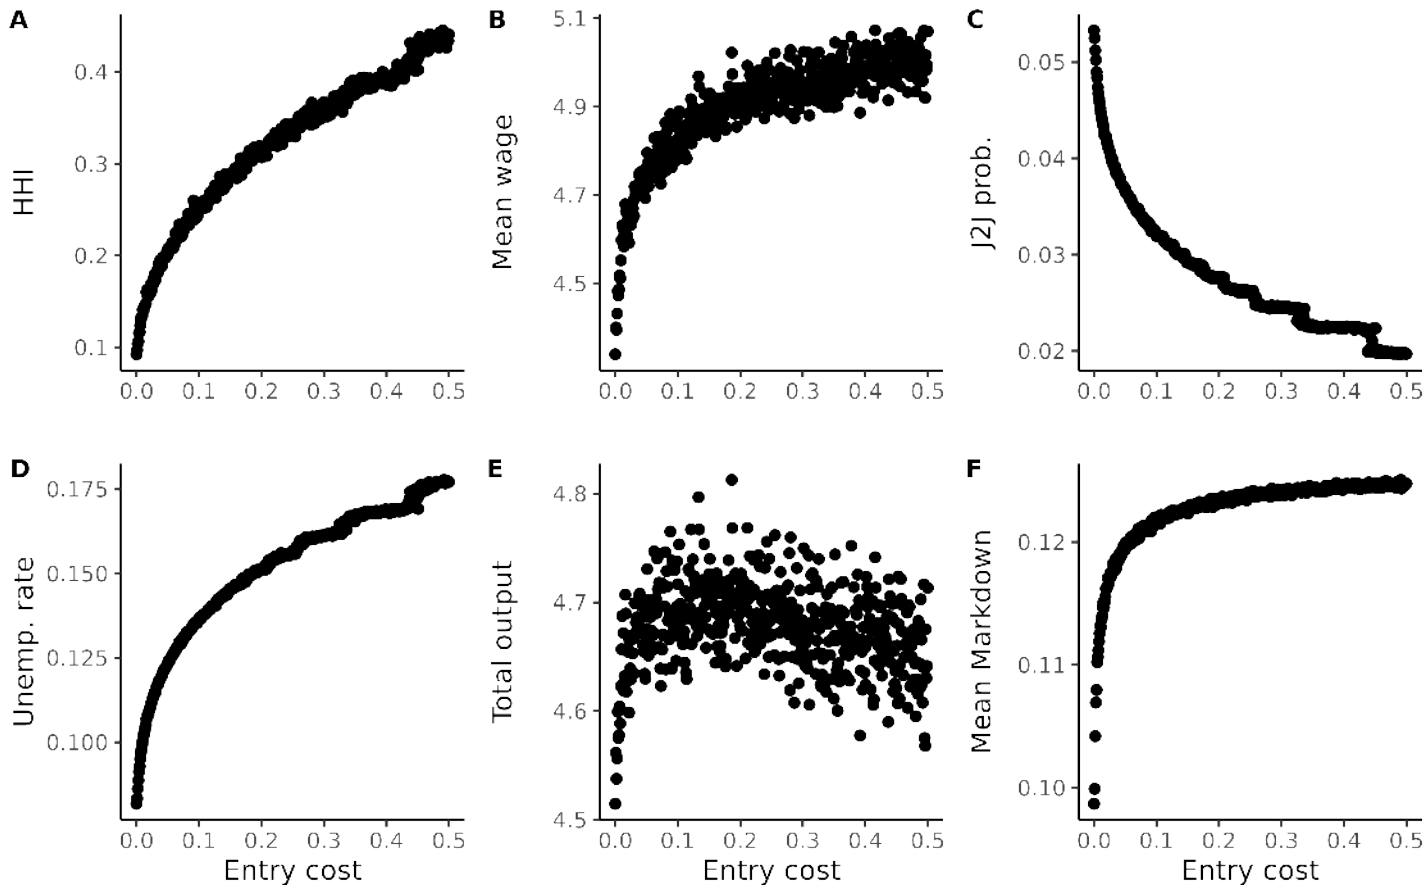 A
HHI
0.4
0.3
0.2
0.1
0.0 0.1 0.2 0.3 0.4 0.5
B
Mean wage
5.1
4.9
4.7
4.5
0.0 0.1 0.2 0.3 0.4 0.5
C
J2J prob.
0.05
0.04
0.03
0.02
0.0 0.1 0.2 0.3 0.4 0.5
D
Unemp. rate
0.175
0.150
0.125
0.100
0.0 0.1 0.2 0.3 0.4 0.5
Entry cost
E
Total output
4.8
4.7
4.6
4.5
0.0 0.1 0.2 0.3 0.4 0.5
Entry cost
F
Mean Markdown
0.12
0.11
0.10
0.0 0.1 0.2 0.3 0.4 0.5
Entry cost